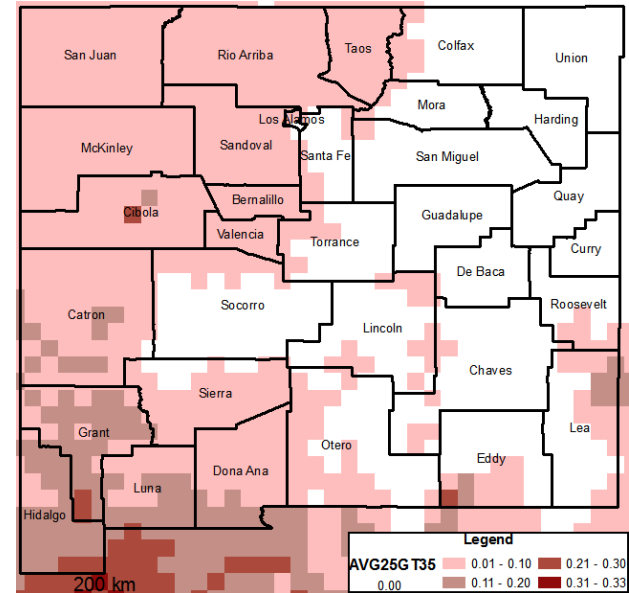 San Juan
Rio Arriba
Taos
Colfax
Union
Los Alamos
Mora
Harding
McKinley
Sandoval
Santa Fe
San Miguel
Cibola
Bernalillo
Quay
Valencia
Torrance
Guadalupe
Curry
De Baca
Catron
Socorro
Lincoln
Roosevelt
Sierra
Chaves
Grant
Otero
Lea
Luna
Dona Ana
Eddy
Hidalgo
200 km
Legend
AVG25GT35
0.00
0.01 - 0.10
0.11 - 0.20
0.21 - 0.30
0.31 - 0.33